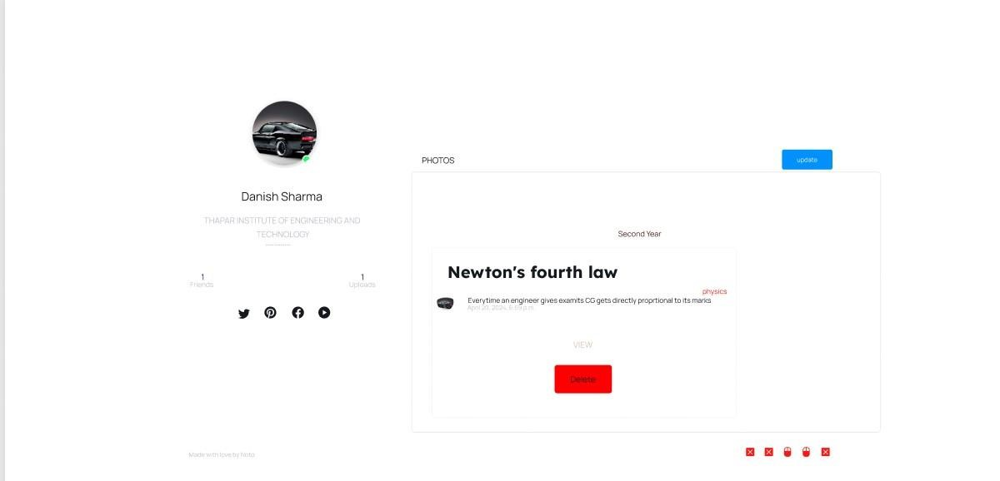 Danish Sharma
THAPAR INSTITUTE OF ENGINEERING AND
TECHNOLOGY
1
Friends
1
Uploads
PHOTOS
update
Second Year
Newton's fourth law
physics
Everytime an engineer gives examits CG gets directly proprtional to its marks
April 20, 2024, 6:59 p.m.
VIEW
Delete
Made with love by Noto